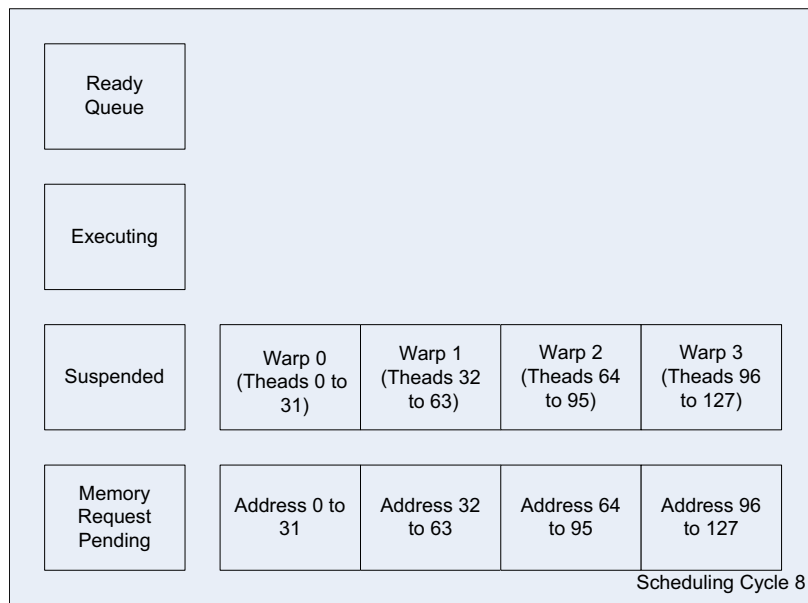 Ready
Queue
Executing
Suspended
Warp 0
(Theads 0 to
31)
Warp 1
(Theads 32
to 63)
Warp 2
(Theads 64
to 95)
Warp 3
(Theads 96
to 127)
Memory
Request
Pending
Address 0 to
31
Address 32
to 63
Address 64
to 95
Address 96
to 127
Scheduling Cycle 8